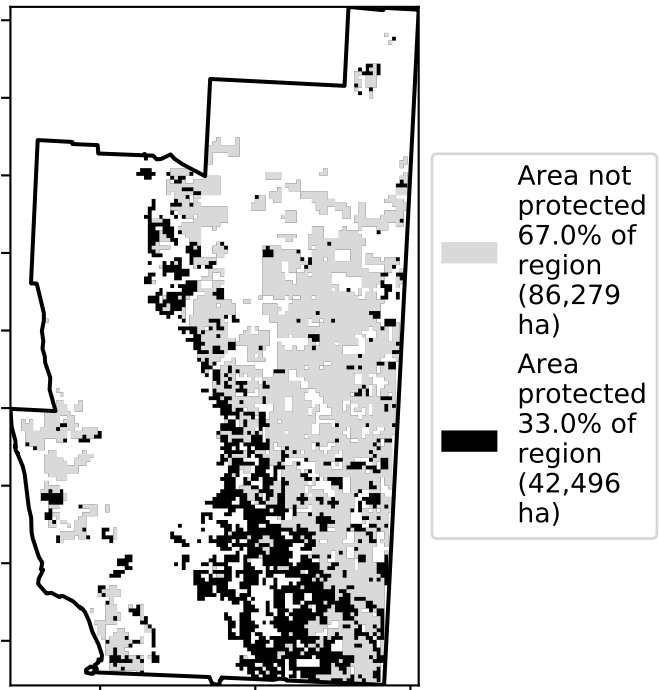 Area not
protected
67.0% of
region
(86,279
ha)
Area
protected
33.0% of
region
(42,496
ha)